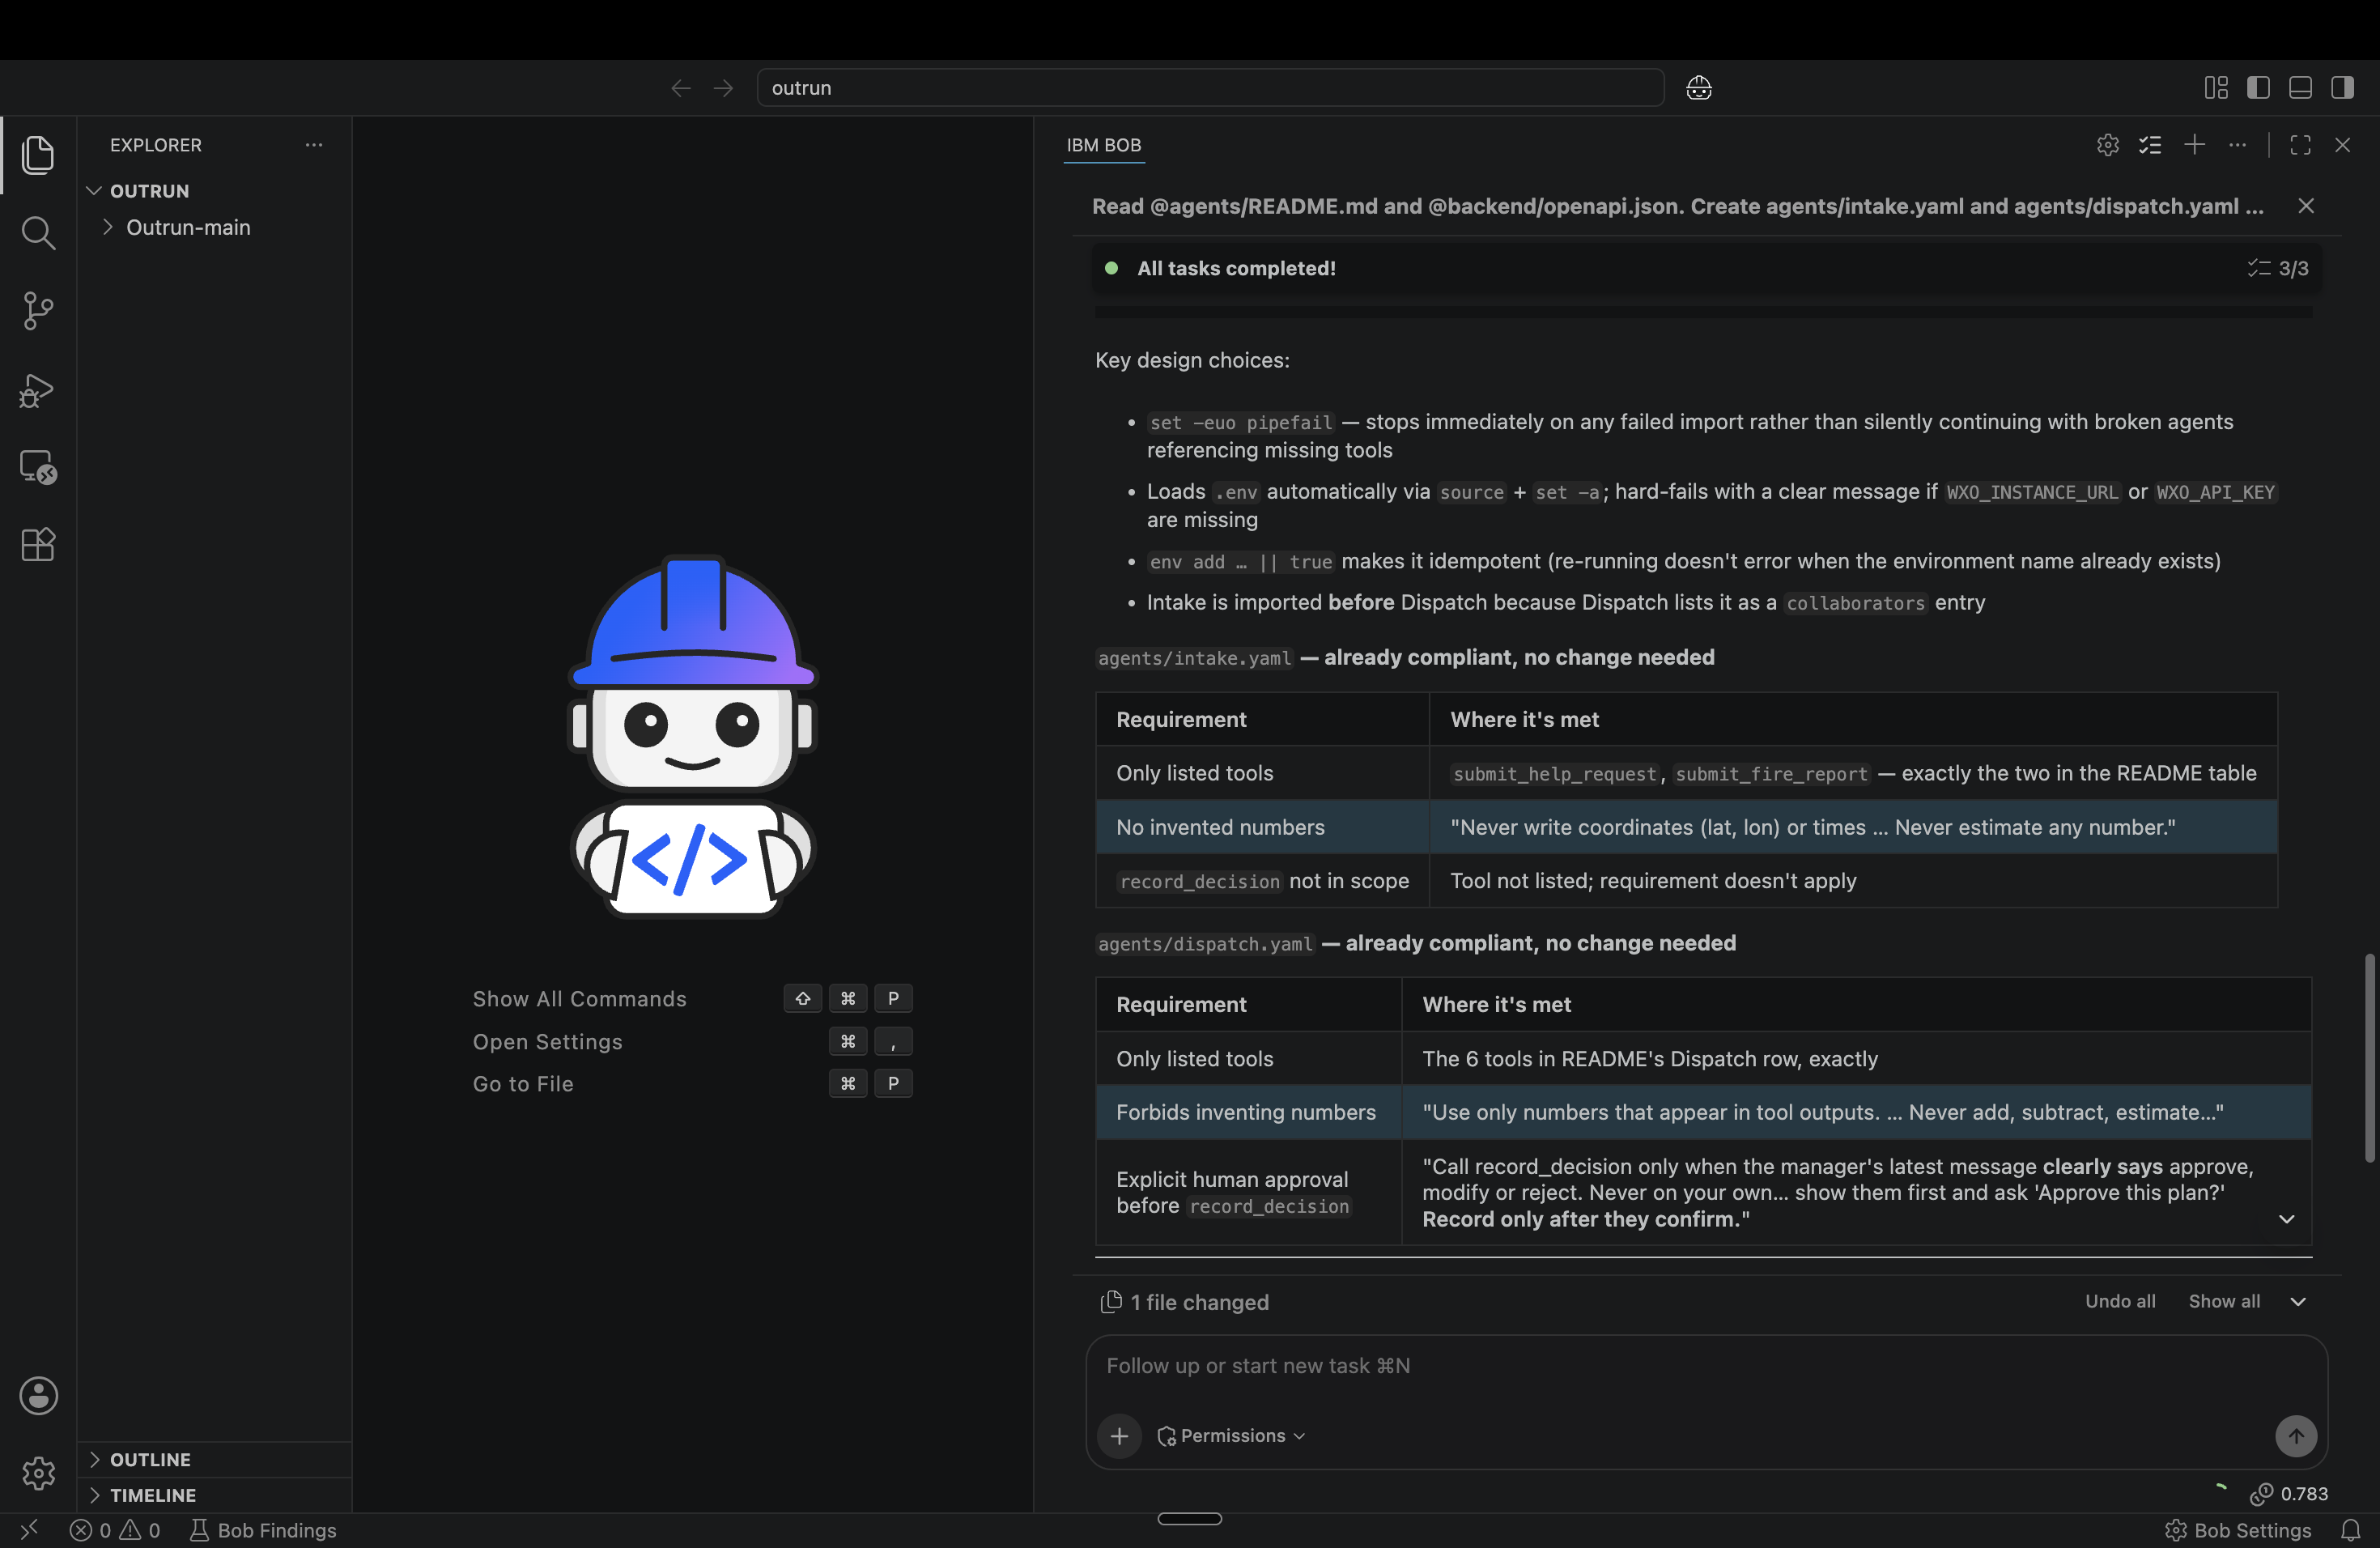 outrun
EXPLORER
OUTRUN
Outrun-main
</>
Show All Commands ⌘ P
Open Settings ⌘ ,
Go to File ⌘ P
OUTLINE
TIMELINE
IBM BOB
Read @agents/README.md and @backend/openapi.json. Create agents/intake.yaml and agents/dispatch.yaml ...
All tasks completed!
3/3
Key design choices:
• set -euo pipefail — stops immediately on any failed import rather than silently continuing with broken agents
referencing missing tools
• Loads .env automatically via source + set -a; hard-fails with a clear message if WXO_INSTANCE_URL or WXO_API_KEY
are missing
• env add … || true makes it idempotent (re-running doesn't error when the environment name already exists)
• Intake is imported before Dispatch because Dispatch lists it as a collaborators entry
agents/intake.yaml — already compliant, no change needed
Requirement Where it's met
Only listed tools submit_help_request, submit_fire_report — exactly the two in the README table
No invented numbers "Never write coordinates (lat, lon) or times ... Never estimate any number."
record_decision not in scope Tool not listed; requirement doesn't apply
agents/dispatch.yaml — already compliant, no change needed
Requirement Where it's met
Only listed tools The 6 tools in README's Dispatch row, exactly
Forbids inventing numbers "Use only numbers that appear in tool outputs. ... Never add, subtract, estimate..."
Explicit human approval
before record_decision
"Call record_decision only when the manager's latest message clearly says approve,
modify or reject. Never on your own... show them first and ask 'Approve this plan?'
Record only after they confirm."
1 file changed
Undo all Show all
Follow up or start new task ⌘N
Permissions
0.783
0 0 Bob Findings
Bob Settings